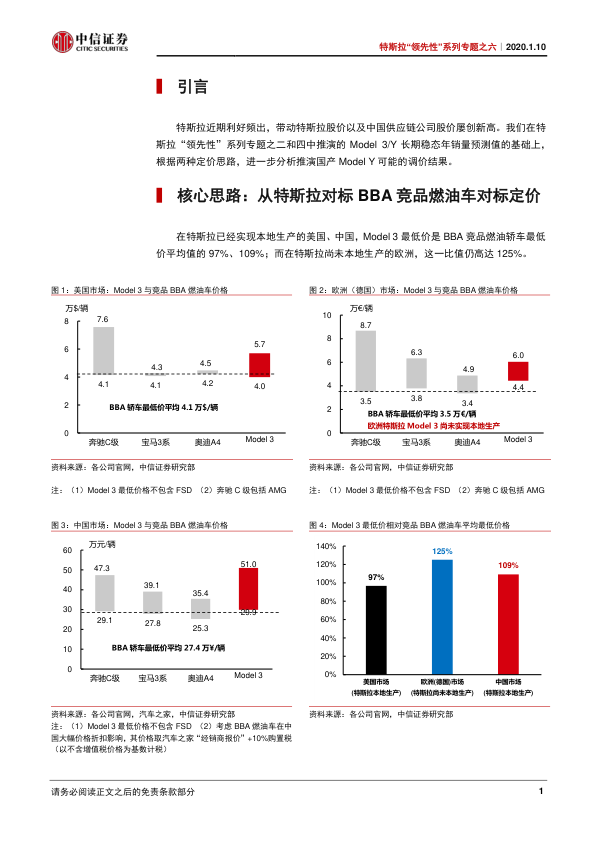 中信证券
CITIC SECURITIES
特斯拉“领先性”系列专题之六｜2020.1.10
引言
特斯拉近期利好频出，带动特斯拉股价以及中国供应链公司股价屡创新高。我们在特
斯拉“领先性”系列专题之二和四中推演的 Model 3/Y 长期稳态年销量预测值的基础上，
根据两种定价思路，进一步分析推演国产 Model Y 可能的调价结果。
核心思路：从特斯拉对标 BBA 竞品燃油车对标定价
在特斯拉已经实现本地生产的美国、中国，Model 3 最低价是 BBA 竞品燃油轿车最低
价平均值的 97%、109%；而在特斯拉尚未本地生产的欧洲，这一比值仍高达 125%。
图 1：美国市场：Model 3 与竞品 BBA 燃油车价格
万$/辆
8
6
4
2
0
7.6
4.1
4.3
4.1
4.5
4.2
5.7
4.0
BBA 轿车最低价平均 4.1 万$/辆
奔驰C级
宝马3系
奥迪A4
Model 3
资料来源：各公司官网，中信证券研究部
注：（1）Model 3 最低价格不包含 FSD （2）奔驰 C 级包括 AMG
图 2：欧洲（德国）市场：Model 3 与竞品 BBA 燃油车价格
万€/辆
10
8
6
4
2
0
8.7
3.5
6.3
3.8
4.9
3.4
6.0
4.4
BBA 轿车最低价平均 3.5 万€/辆
欧洲特斯拉 Model 3 尚未实现本地生产
奔驰C级
宝马3系
奥迪A4
Model 3
资料来源：各公司官网，中信证券研究部
注：（1）Model 3 最低价格不包含 FSD （2）奔驰 C 级包括 AMG
图 3：中国市场：Model 3 与竞品 BBA 燃油车价格
万元/辆
60
50
40
30
20
10
0
47.3
29.1
39.1
27.8
35.4
25.3
51.0
29.9
BBA 轿车最低价平均 27.4 万¥/辆
奔驰C级
宝马3系
奥迪A4
Model 3
资料来源：各公司官网，汽车之家，中信证券研究部
注：（1）Model 3 最低价格不包含 FSD （2）考虑 BBA 燃油车在中
国大幅价格折扣影响，其价格取汽车之家“经销商报价”+10%购置税
（以不含增值税价格为基数计税）
图 4：Model 3 最低价相对竞品 BBA 燃油车平均最低价格
140%
120%
100%
80%
60%
40%
20%
0%
97%
125%
109%
美国市场
(特斯拉本地生产)
欧洲(德国)市场
(特斯拉尚未本地生产)
中国市场
(特斯拉本地生产)
资料来源：各公司官网，中信证券研究部
请务必阅读正文之后的免责条款部分
1